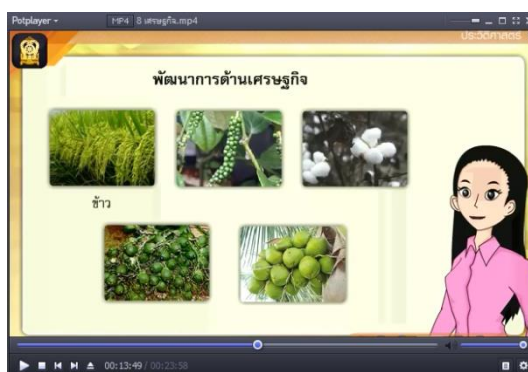 Potplayer
MP4 8 เศรษฐกิจ.mp4
ประวัติศาสตร์
พัฒนาการด้านเศรษฐกิจ
ข้าว
00:13:49 / 00:23:58